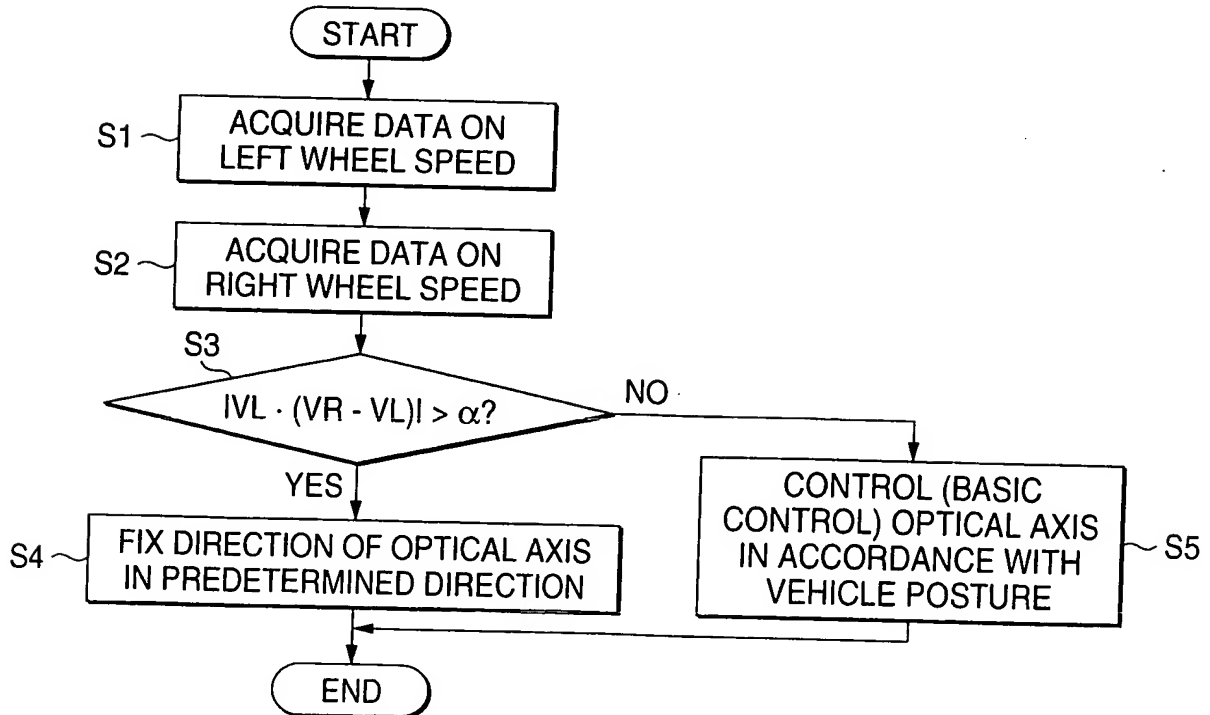 START
S1
ACQUIRE DATA ON
LEFT WHEEL SPEED
S2
ACQUIRE DATA ON
RIGHT WHEEL SPEED
S3
|VL · (VR - VL)| > α?
NO
YES
S4
FIX DIRECTION OF OPTICAL AXIS
IN PREDETERMINED DIRECTION
CONTROL (BASIC
CONTROL) OPTICAL AXIS
IN ACCORDANCE WITH
VEHICLE POSTURE
S5
END